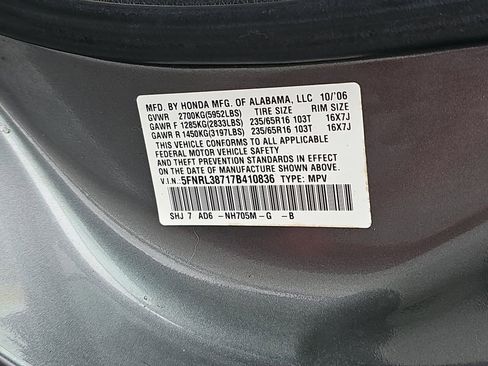 MFD. BY HONDA MFG. OF ALABAMA, LLC 10/'06
GVWR 2700KG(5952LBS) TIRE SIZE RIM SIZE
GAWR F 1285KG(2833LBS) 235/65R16 103T 16X7J
GAWR R 1450KG(3197LBS) 235/65R16 103T 16X7J
THIS VEHICLE CONFORMS TO ALL APPLICABLE
FEDERAL MOTOR VEHICLE SAFETY AND
THEFT PREVENTION STANDARDS IN EFFECT
ON THE DATE OF MANUFACTURE SHOWN ABOVE.
V.I.N.: 5FNRL38717B410836 TYPE: MPV
SHJ 7 AD6 -NH705M-G -B